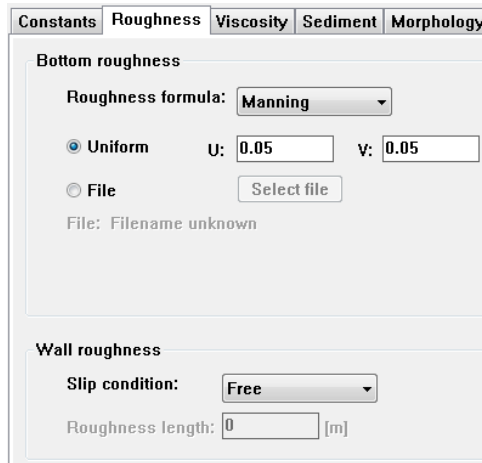 Constants Roughness Viscosity Sediment Morphology
Bottom roughness
Roughness formula: Manning
Uniform U: 0.05 V: 0.05
File Select file
File: Filename unknown
Wall roughness
Slip condition: Free
Roughness length: 0 [m]